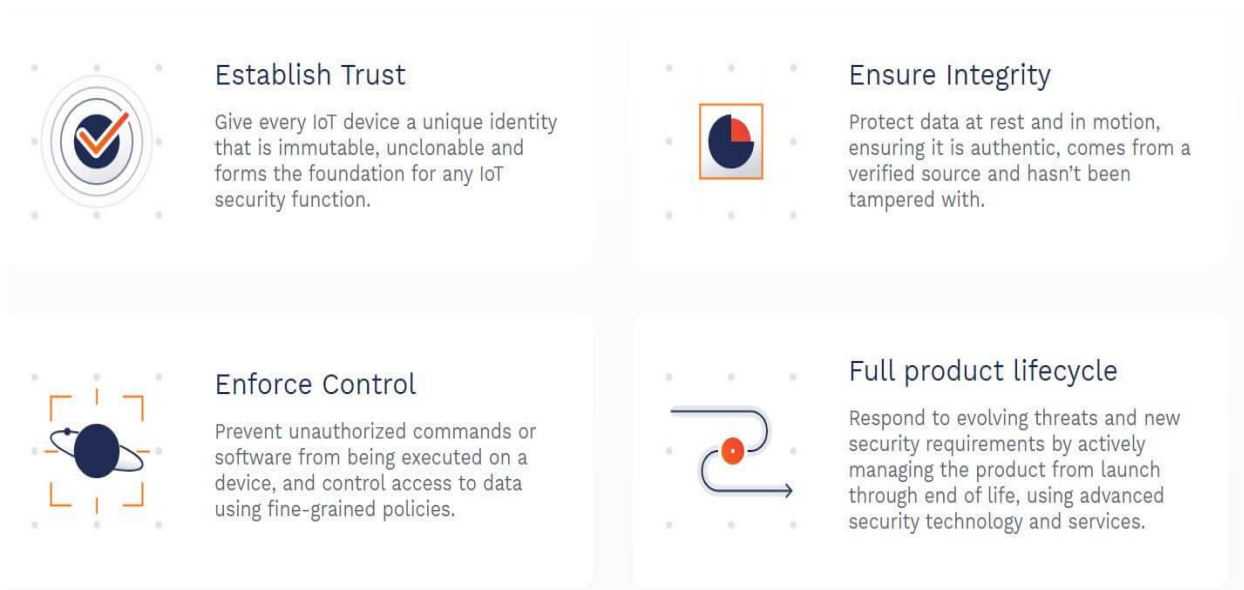 Establish Trust
Give every IoT device a unique identity
that is immutable, unclonable and
forms the foundation for any IoT
security function.
Ensure Integrity
Protect data at rest and in motion,
ensuring it is authentic, comes from a
verified source and hasn’t been
tampered with.
Enforce Control
Prevent unauthorized commands or
software from being executed on a
device, and control access to data
using fine-grained policies.
Full product lifecycle
Respond to evolving threats and new
security requirements by actively
managing the product from launch
through end of life, using advanced
security technology and services.